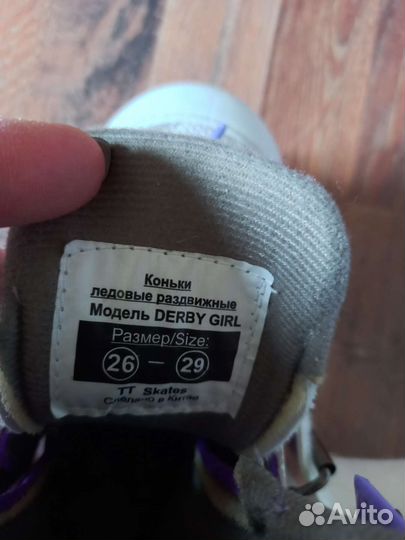 Коньки
ледовые раздвижные
Модель DERBY GIRL
Размер/Size:
26 — 29
TT Skates
Сделано в Китае
Avito